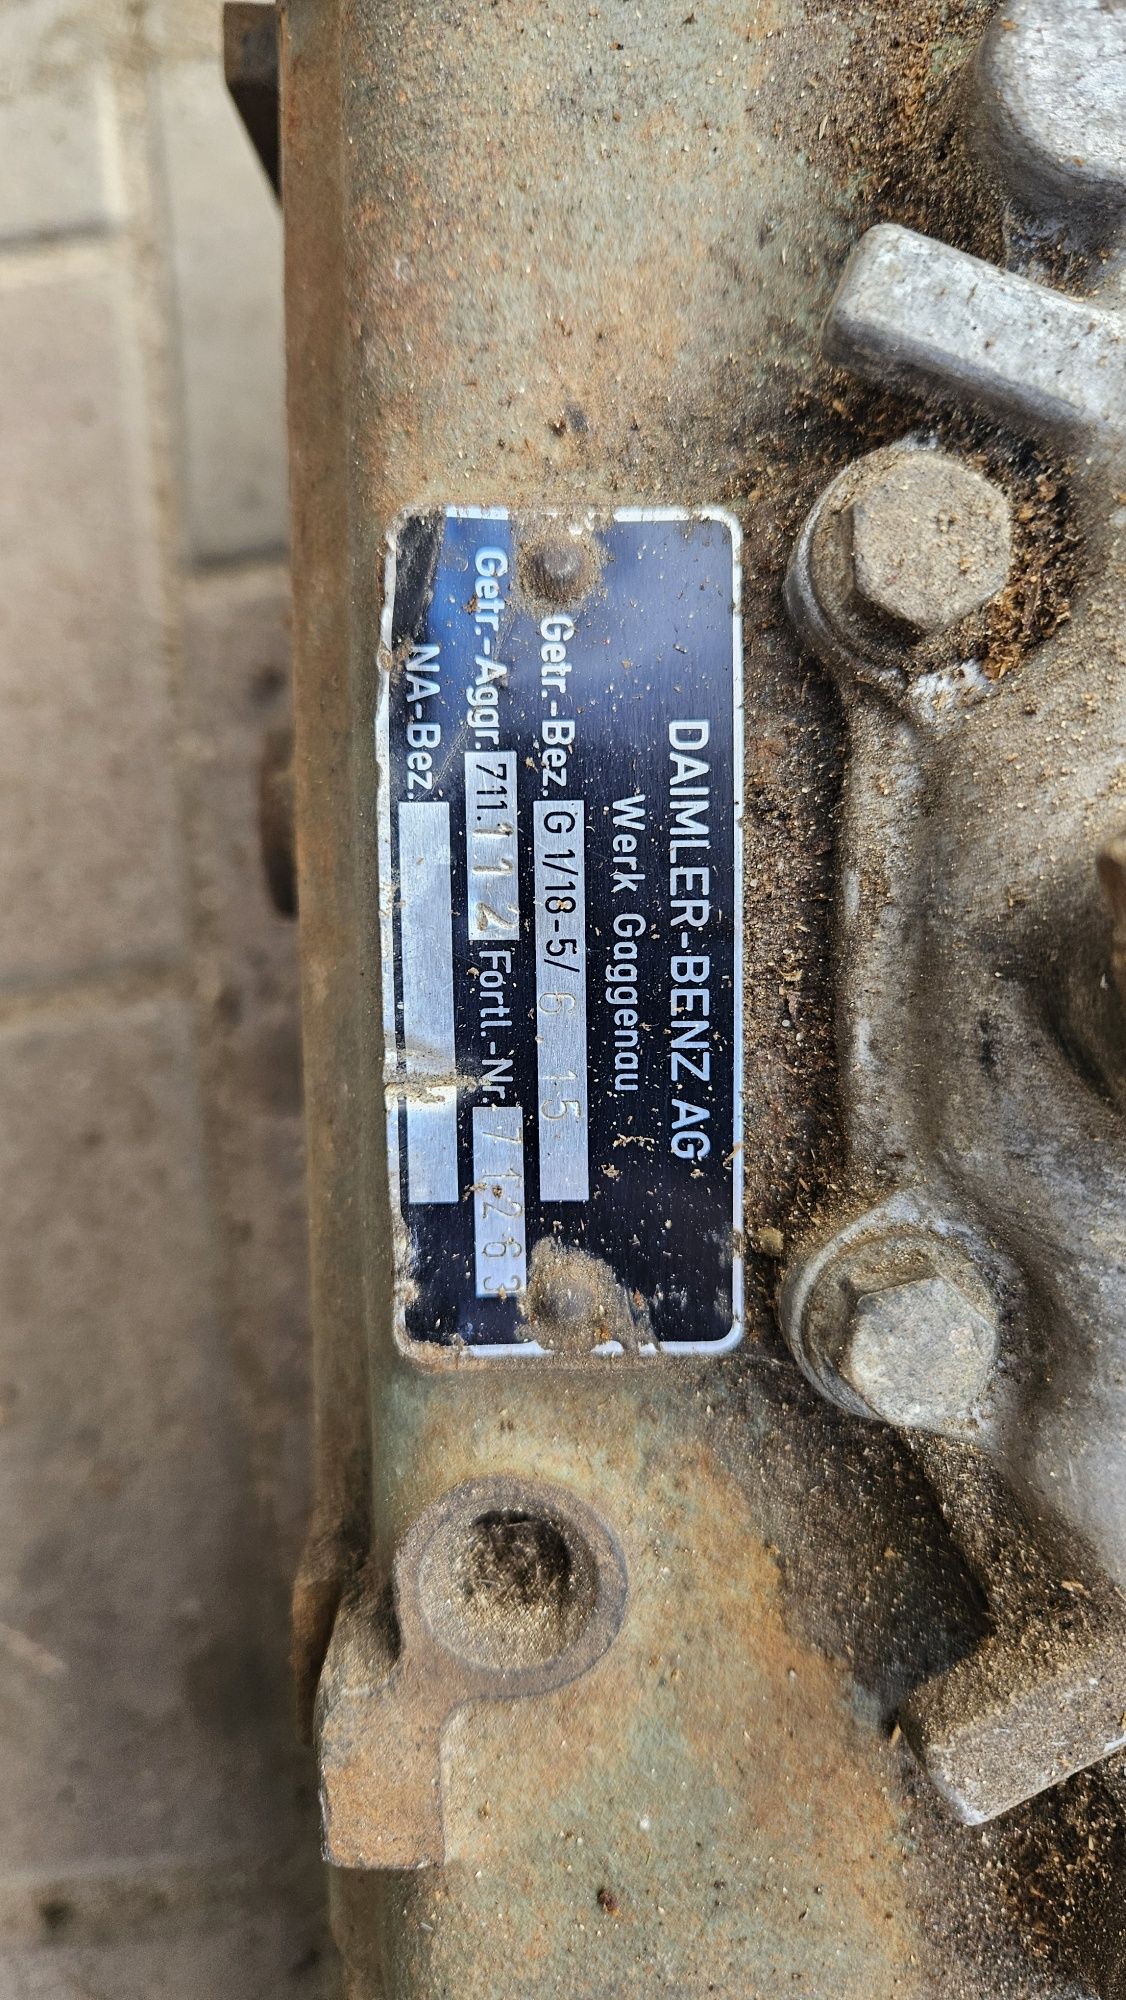 DAIMLER-BENZ AG
Werk Gaggenau
Getr.-Bez. G 1/18-5/ 6 15
Getr.-Aggr. 711.112 Fortl.-Nr. 71263
NA-Bez.